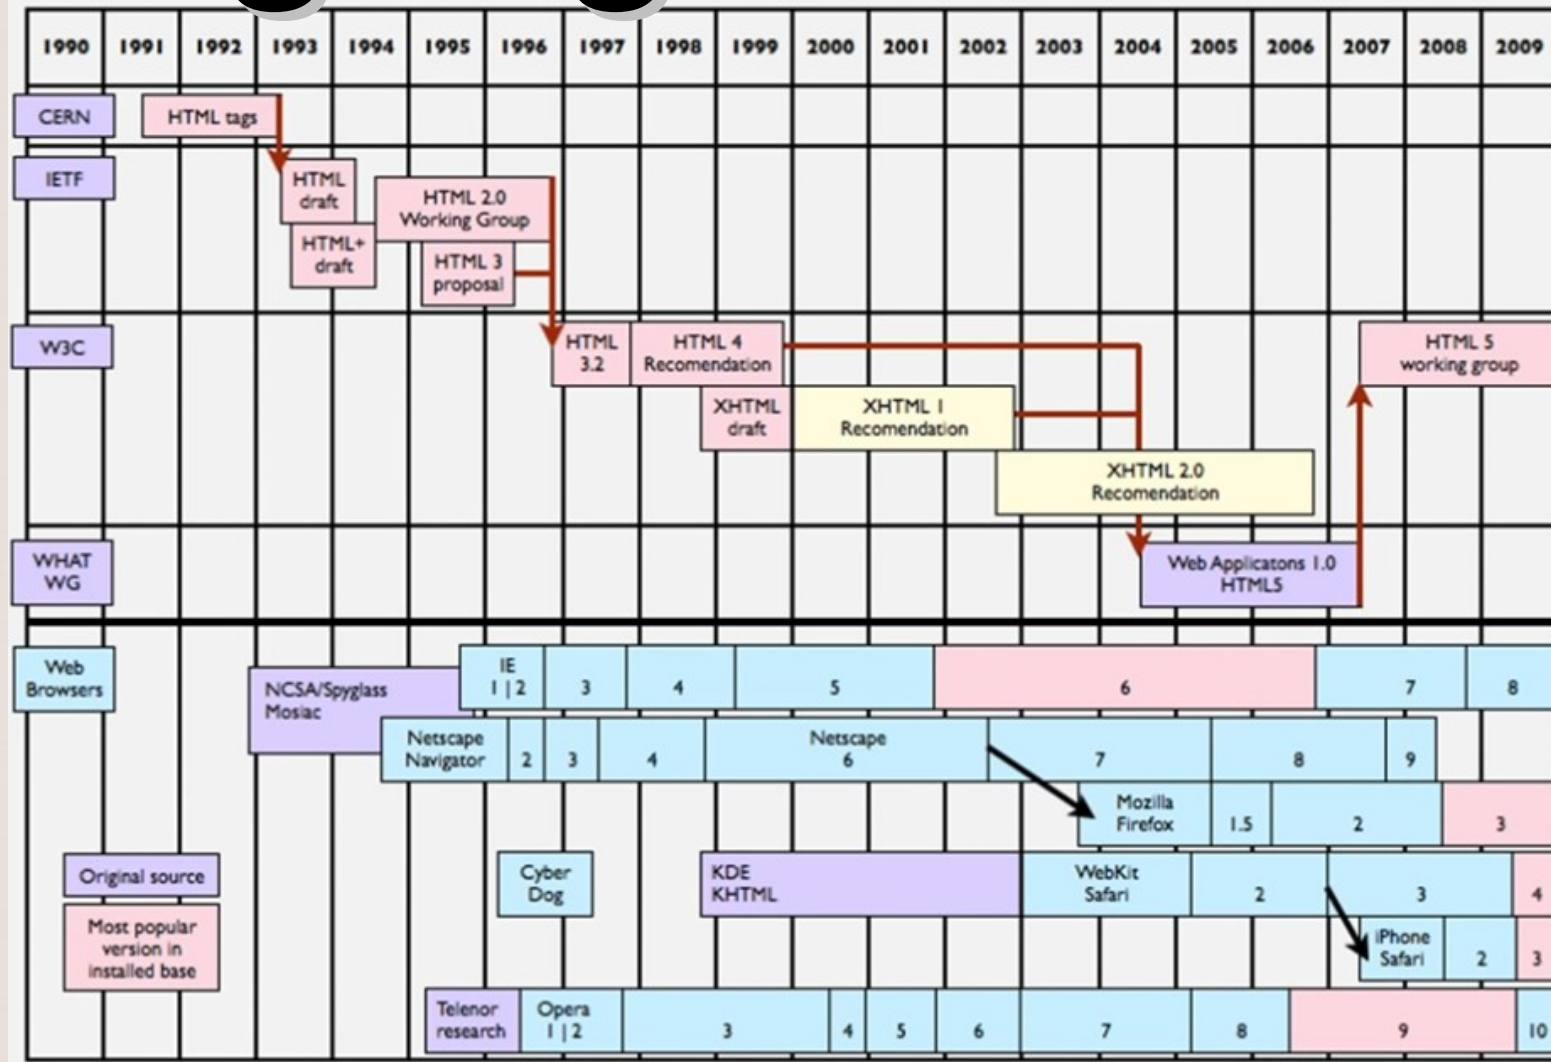 1990 1991 1992 1993 1994 1995 1996 1997 1998 1999 2000 2001 2002 2003 2004 2005 2006 2007 2008 2009
CERN
HTML tags
IETF
HTML
draft
HTML 2.0
Working Group
HTML+
draft
HTML 3
proposal
W3C
HTML
3.2
HTML 4
Recomendation
HTML 5
working group
XHTML
draft
XHTML 1
Recomendation
XHTML 2.0
Recomendation
WHAT
WG
Web Applicatons 1.0
HTML5
Web
Browsers
NCSA/Spyglass
Mosiac
IE
1 | 2
3
4
5
6
7
8
Netscape
Navigator
2
3
4
Netscape
6
7
8
9
Mozilla
Firefox
1.5
2
3
Original source
Cyber
Dog
KDE
KHTML
WebKit
Safari
2
3
4
Most popular
version in
installed base
iPhone
Safari
2
3
Telenor
research
Opera
1 | 2
3
4
5
6
7
8
9
10